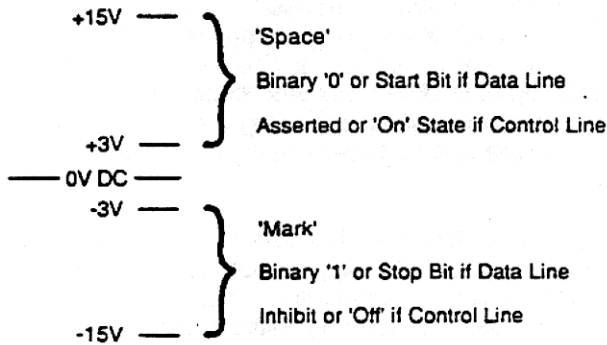 +15V
'Space'
Binary '0' or Start Bit if Data Line
Asserted or 'On' State if Control Line
+3V
0V DC
-3V
'Mark'
Binary '1' or Stop Bit if Data Line
Inhibit or 'Off' if Control Line
-15V